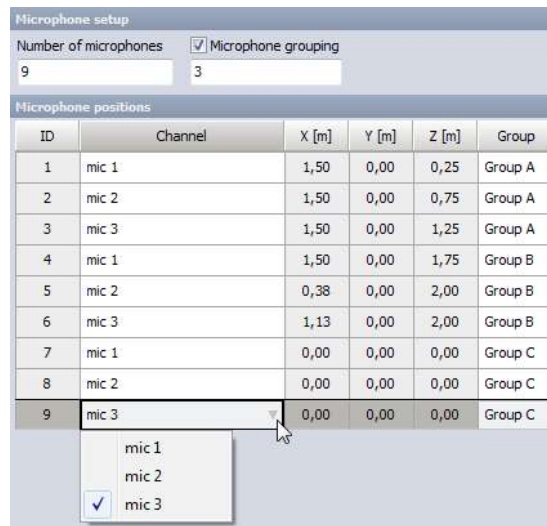 Microphone setup
Number of microphones Microphone grouping
9 3
Microphone positions
ID Channel X [m] Y [m] Z [m] Group
1 mic 1 1,50 0,00 0,25 Group A
2 mic 2 1,50 0,00 0,75 Group A
3 mic 3 1,50 0,00 1,25 Group A
4 mic 1 1,50 0,00 1,75 Group B
5 mic 2 0,38 0,00 2,00 Group B
6 mic 3 1,13 0,00 2,00 Group B
7 mic 1 0,00 0,00 0,00 Group C
8 mic 2 0,00 0,00 0,00 Group C
9 mic 3 0,00 0,00 0,00 Group C
mic 1
mic 2
mic 3